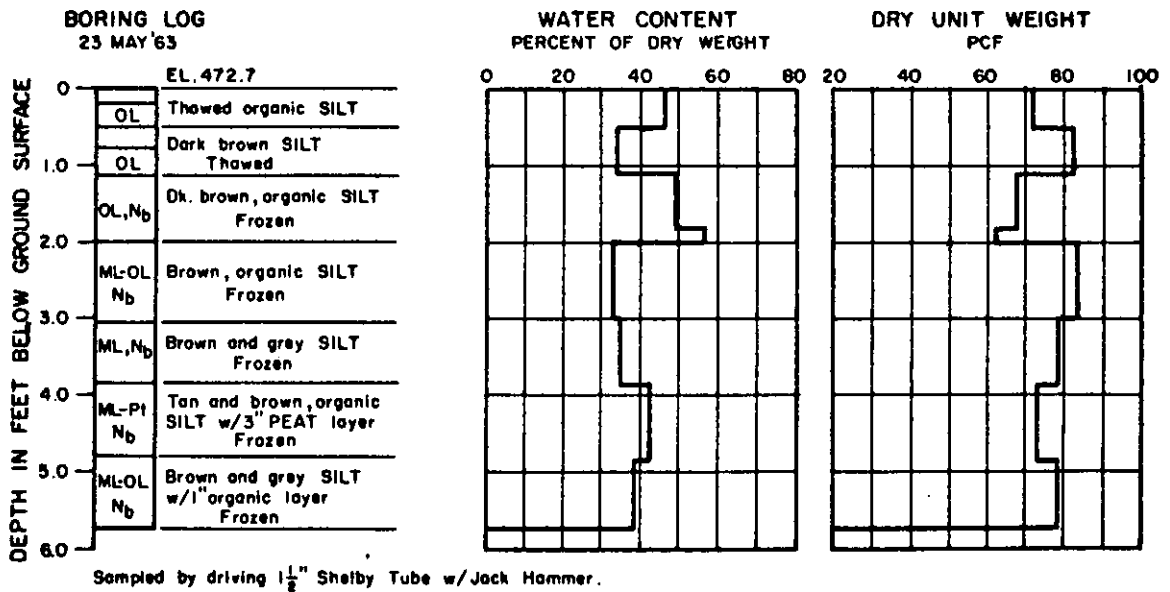 BORING LOG
23 MAY '63
WATER CONTENT
PERCENT OF DRY WEIGHT
DRY UNIT WEIGHT
PCF
EL. 472.7
0 20 40 60 80
20 40 60 80 100
DEPTH IN FEET BELOW GROUND SURFACE
0
1.0
2.0
3.0
4.0
5.0
6.0
OL
Thawed organic SILT
OL
Dark brown SILT
Thawed
OL, Nb
Dk. brown, organic SILT
Frozen
ML-OL
Nb
Brown, organic SILT
Frozen
ML, Nb
Brown and grey SILT
Frozen
ML-Pt
Nb
Tan and brown, organic
SILT w/3" PEAT layer
Frozen
ML-OL
Nb
Brown and grey SILT
w/1" organic layer
Frozen
Sampled by driving 1½" Shelby Tube w/Jack Hammer.